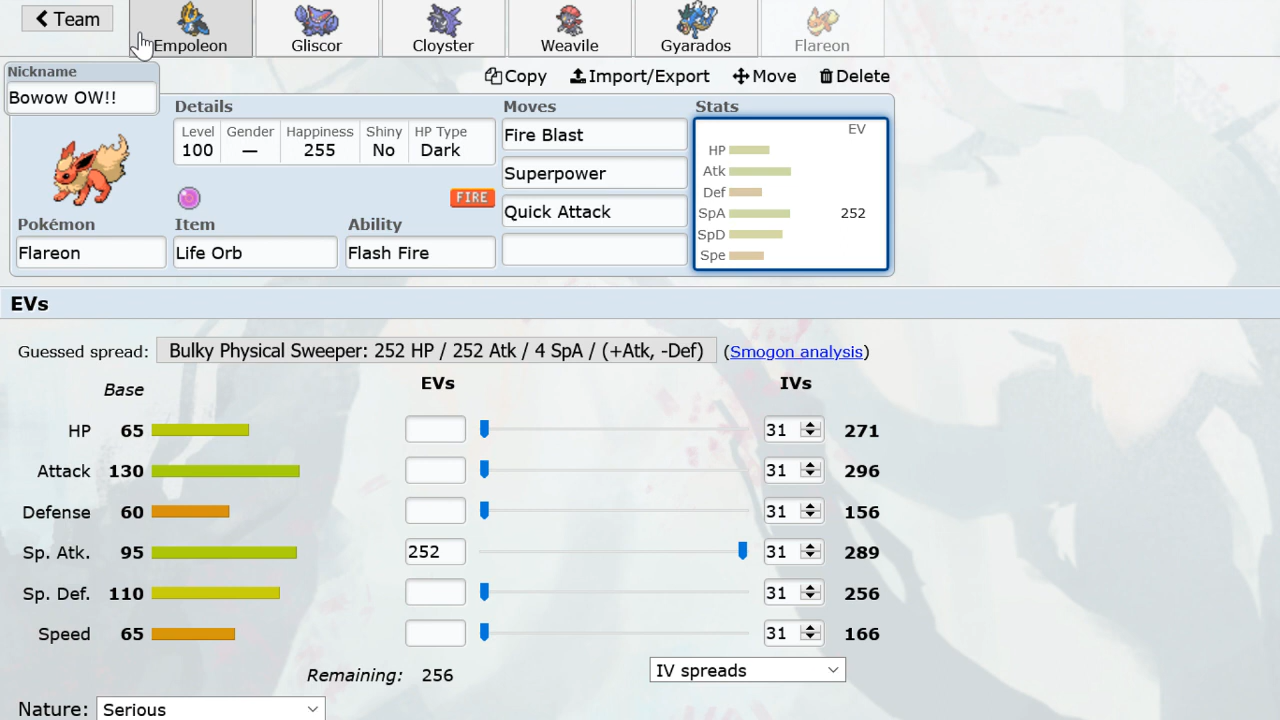 Team
Empoleon
Gliscor
Cloyster
Weavile
Gyarados
Flareon
Nickname
Bowow OW!!
Copy
Import/Export
Move
Delete
Details
Moves
Stats
Level Gender Happiness Shiny HP Type
100 — 255 No Dark
Fire Blast
Superpower
Quick Attack
FIRE
Pokémon
Item
Ability
Flareon
Life Orb
Flash Fire
EV
HP
Atk
Def
SpA 252
SpD
Spe
EVs
Guessed spread: Bulky Physical Sweeper: 252 HP / 252 Atk / 4 SpA / (+Atk, -Def) (Smogon analysis)
Base EVs IVs
HP 65 31 271
Attack 130 31 296
Defense 60 31 156
Sp. Atk. 95 252 31 289
Sp. Def. 110 31 256
Speed 65 31 166
Remaining: 256
IV spreads
Nature: Serious